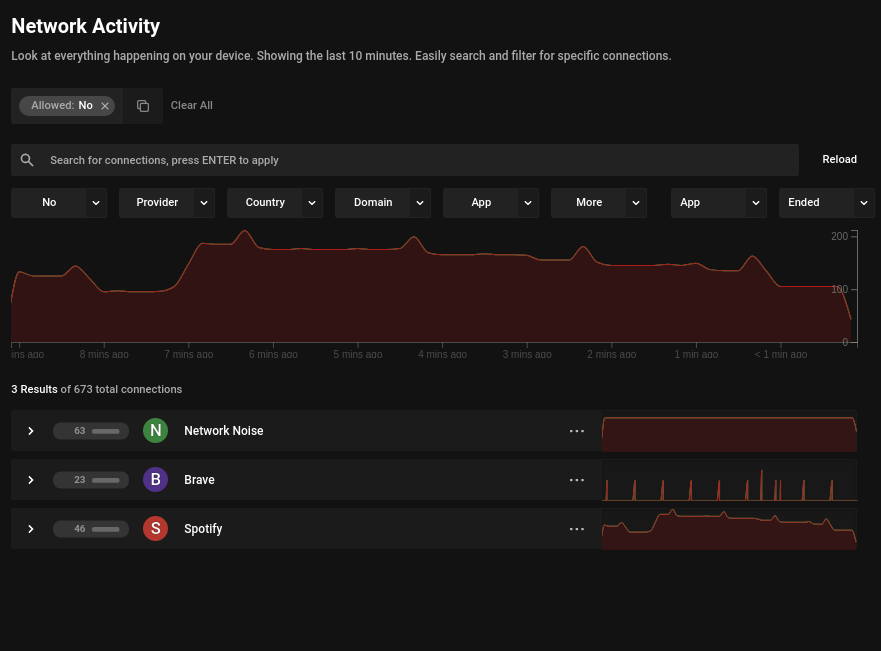 Network Activity
Look at everything happening on your device. Showing the last 10 minutes. Easily search and filter for specific connections.
Allowed: No
Clear All
Search for connections, press ENTER to apply
Reload
No Provider Country Domain App More App Ended
200
100
0
ins ago 8 mins ago 7 mins ago 6 mins ago 5 mins ago 4 mins ago 3 mins ago 2 mins ago 1 min ago < 1 min ago
3 Results of 673 total connections
63 N Network Noise
23 B Brave
46 S Spotify